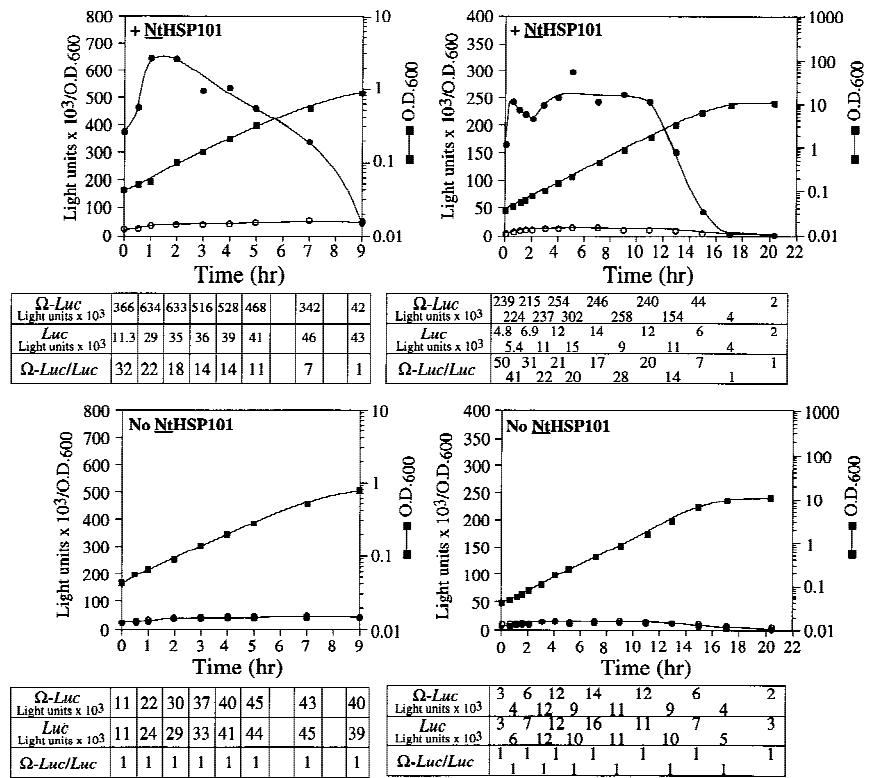 800
700
600
500
400
300
200
100
0
+ NtHSP101
10
1
0.1
0.01
0 1 2 3 4 5 6 7 8 9
Time (hr)
Light units x 10³/O.D.600
O.D.600
400
350
300
250
200
150
100
50
0
+ NtHSP101
1000
100
10
1
0.1
0.01
0 2 4 6 8 10 12 14 16 18 20 22
Time (hr)
Light units x 10³/O.D.600
O.D.600
Ω-Luc Light units x 10³ 366 634 633 516 528 468 342 42
Luc Light units x 10³ 11.3 29 35 36 39 41 46 43
Ω-Luc/Luc 32 22 18 14 14 11 7 1
Ω-Luc 239 215 254 246 240 44 2
Light units x 10³ 224 237 302 258 154 4
Luc 4.8 6.9 12 14 12 6 2
Light units x 10³ 5.4 11 15 9 11 4
Ω-Luc/Luc 50 31 21 17 20 7 1
41 22 20 28 14 1
800
700
600
500
400
300
200
100
0
No NtHSP101
10
1
0.1
0.01
0 1 2 3 4 5 6 7 8 9
Time (hr)
Light units x 10³/O.D.600
O.D.600
400
350
300
250
200
150
100
50
0
No NtHSP101
1000
100
10
1
0.1
0.01
0 2 4 6 8 10 12 14 16 18 20 22
Time (hr)
Light units x 10³/O.D.600
O.D.600
Ω-Luc Light units x 10³ 11 22 30 37 40 45 43 40
Luc Light units x 10³ 11 24 29 33 41 44 45 39
Ω-Luc/Luc 1 1 1 1 1 1 1 1
Ω-Luc 3 6 12 14 12 6 2
Light units x 10³ 4 12 9 11 9 4
Luc 3 7 12 16 11 7 3
Light units x 10³ 6 12 10 11 10 5
Ω-Luc/Luc 1 1 1 1 1 1 1
1 1 1 1 1 1